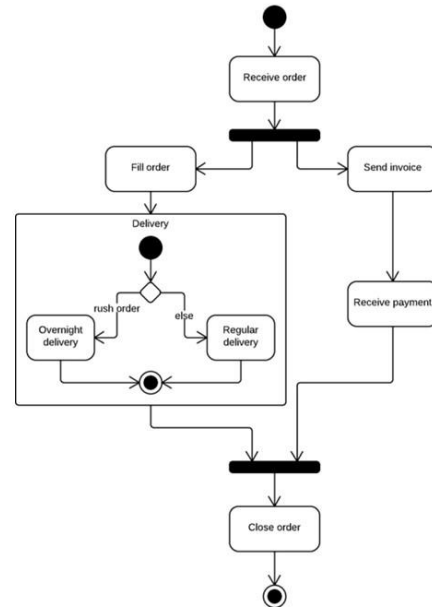 Receive order
Fill order
Send invoice
Delivery
rush order
else
Overnight
delivery
Regular
delivery
Receive payment
Close order